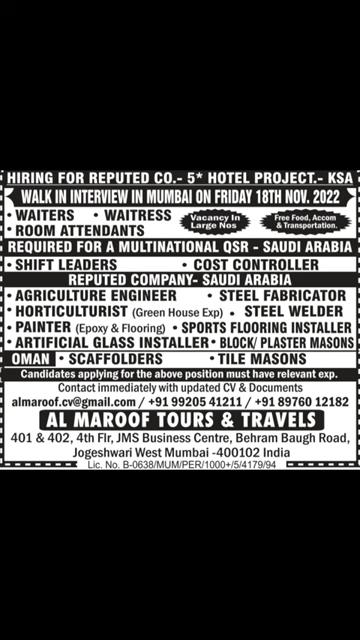 HIRING FOR REPUTED CO.- 5* HOTEL PROJECT.- KSA
WALK IN INTERVIEW IN MUMBAI ON FRIDAY 18TH NOV. 2022
• WAITERS • WAITRESS
• ROOM ATTENDANTS
Vacancy In
Large Nos
Free Food, Accom
& Transportation.
REQUIRED FOR A MULTINATIONAL QSR - SAUDI ARABIA
• SHIFT LEADERS • COST CONTROLLER
REPUTED COMPANY- SAUDI ARABIA
• AGRICULTURE ENGINEER • STEEL FABRICATOR
• HORTICULTURIST (Green House Exp) • STEEL WELDER
• PAINTER (Epoxy & Flooring) • SPORTS FLOORING INSTALLER
• ARTIFICIAL GLASS INSTALLER • BLOCK/ PLASTER MASONS
OMAN • SCAFFOLDERS • TILE MASONS
Candidates applying for the above position must have relevant exp.
Contact immediately with updated CV & Documents
almaroof.cv@gmail.com / +91 99205 41211 / +91 89760 12182
AL MAROOF TOURS & TRAVELS
401 & 402, 4th Flr, JMS Business Centre, Behram Baugh Road,
Jogeshwari West Mumbai -400102 India
Lic. No. B-0638/MUM/PER/1000+/5/4179/94